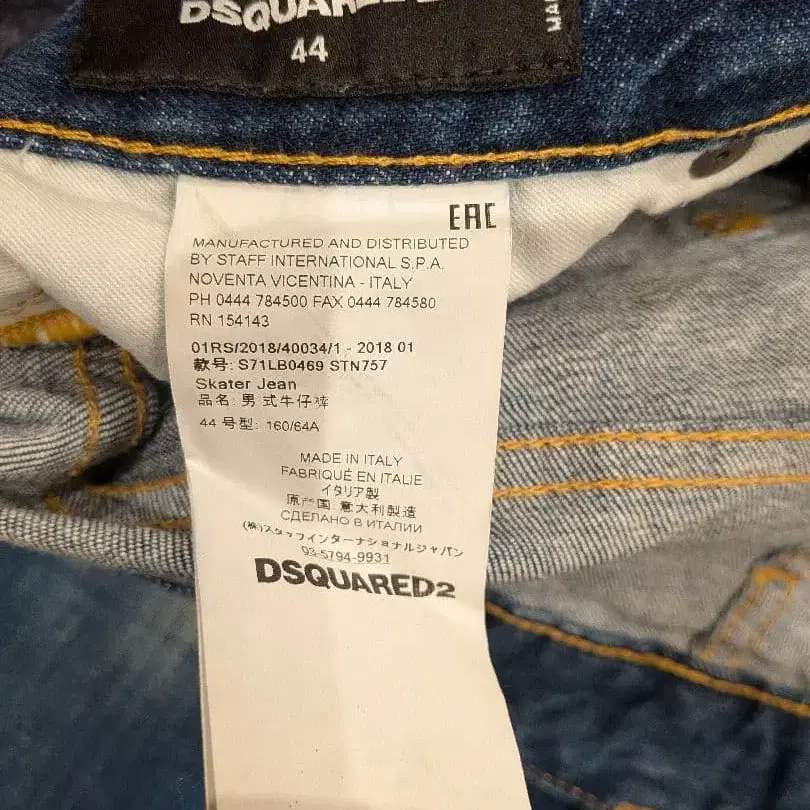 DSQUARED2
44
EAC
MANUFACTURED AND DISTRIBUTED
BY STAFF INTERNATIONAL S.P.A.
NOVENTA VICENTINA - ITALY
PH 0444 784500 FAX 0444 784580
RN 154143
01RS/2018/40034/1 - 2018 01
款号: S71LB0469 STN757
Skater Jean
品名: 男 式牛仔裤
44 号型: 160/64A
MADE IN ITALY
FABRIQUÉ EN ITALIE
イタリア製
原产国 意大利製造
СДЕЛАНО В ИТАЛИИ
(株)スタッフインターナショナルジャパン
03-5794-9931
DSQUARED2